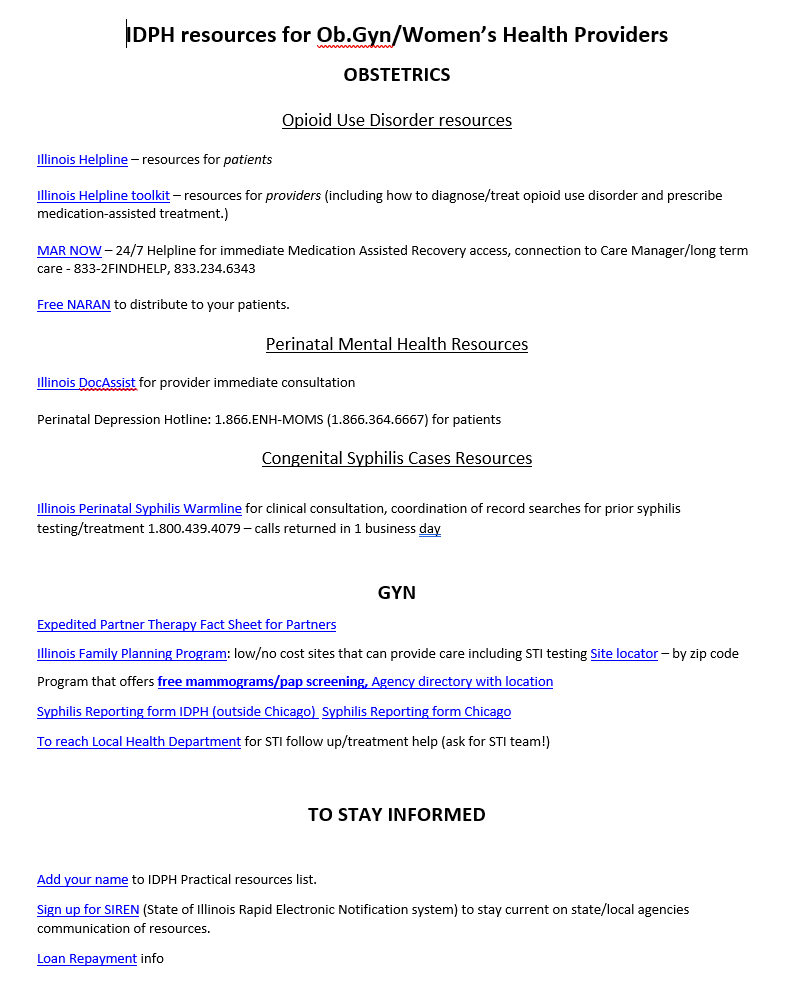 IDPH resources for Ob.Gyn/Women’s Health Providers
OBSTETRICS
Opioid Use Disorder resources
Illinois Helpline – resources for patients
Illinois Helpline toolkit – resources for providers (including how to diagnose/treat opioid use disorder and prescribe
medication-assisted treatment.)
MAR NOW – 24/7 Helpline for immediate Medication Assisted Recovery access, connection to Care Manager/long term
care - 833-2FINDHELP, 833.234.6343
Free NARAN to distribute to your patients.
Perinatal Mental Health Resources
Illinois DocAssist for provider immediate consultation
Perinatal Depression Hotline: 1.866.ENH-MOMS (1.866.364.6667) for patients
Congenital Syphilis Cases Resources
Illinois Perinatal Syphilis Warmline for clinical consultation, coordination of record searches for prior syphilis
testing/treatment 1.800.439.4079 – calls returned in 1 business day
GYN
Expedited Partner Therapy Fact Sheet for Partners
Illinois Family Planning Program: low/no cost sites that can provide care including STI testing Site locator – by zip code
Program that offers free mammograms/pap screening, Agency directory with location
Syphilis Reporting form IDPH (outside Chicago)  Syphilis Reporting form Chicago
To reach Local Health Department for STI follow up/treatment help (ask for STI team!)
TO STAY INFORMED
Add your name to IDPH Practical resources list.
Sign up for SIREN (State of Illinois Rapid Electronic Notification system) to stay current on state/local agencies
communication of resources.
Loan Repayment info